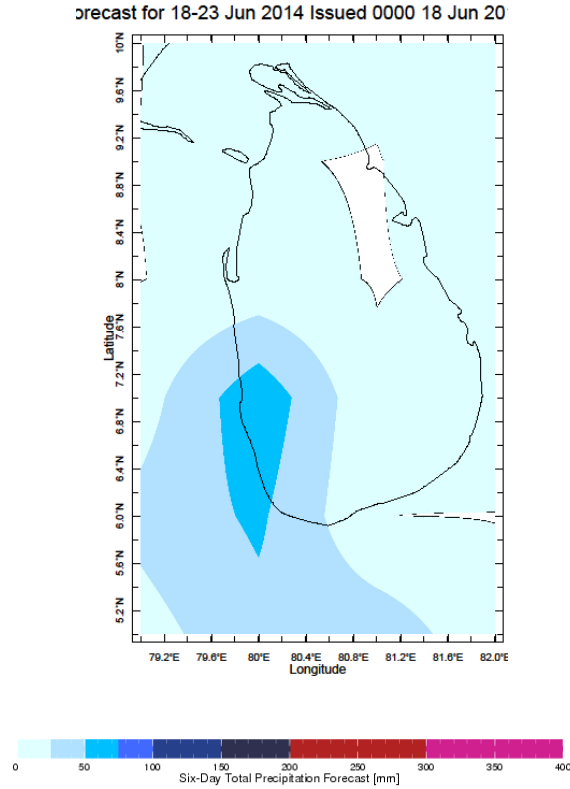 orecast for 18-23 Jun 2014 Issued 0000 18 Jun 20
10°N
9.6°N
9.2°N
8.8°N
8.4°N
8°N
7.6°N
7.2°N
6.8°N
6.4°N
6.0°N
5.6°N
5.2°N
Latitude
79.2°E 79.6°E 80°E 80.4°E 80.8°E 81.2°E 81.6°E 82.0°E
Longitude
0 50 100 150 200 250 300 350 400
Six-Day Total Precipitation Forecast [mm]